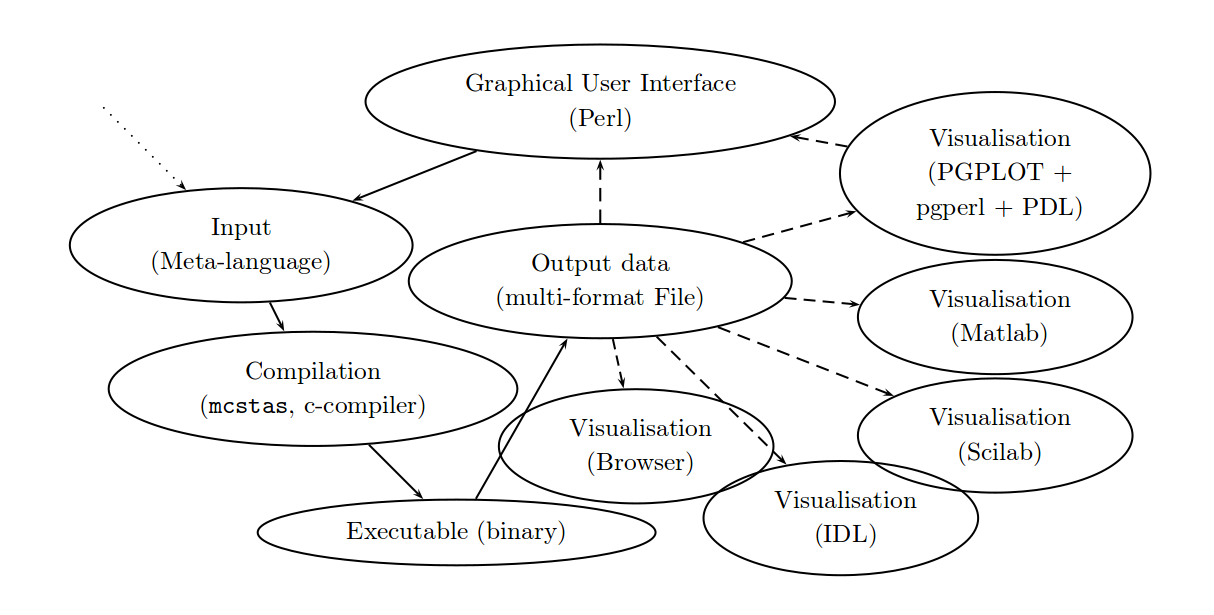 Graphical User Interface
(Perl)
Visualisation
(PGPLOT +
pgperl + PDL)
Input
(Meta-language)
Output data
(multi-format File)
Visualisation
(Matlab)
Compilation
(mcstas, c-compiler)
Visualisation
(Browser)
Visualisation
(Scilab)
Visualisation
(IDL)
Executable (binary)